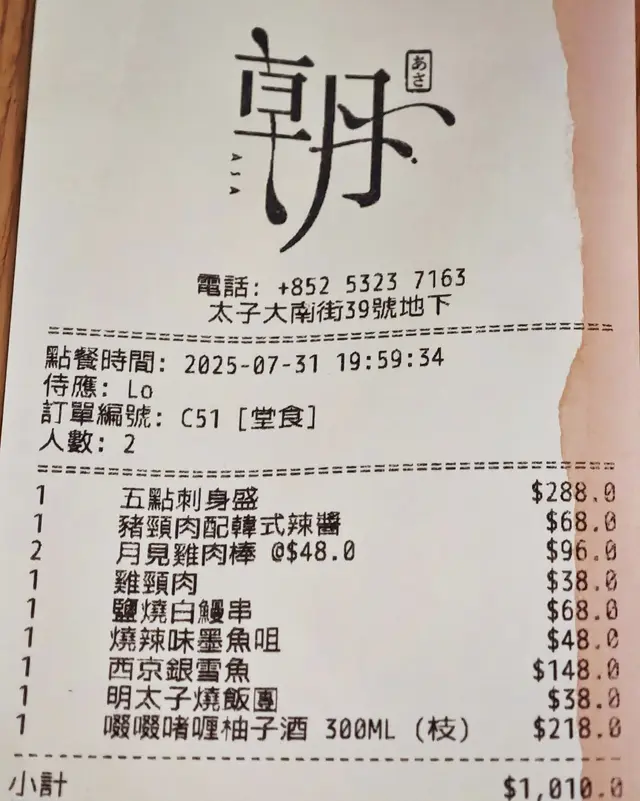 朝
あさ
ASA
電話: +852 5323 7163
太子大南街39號地下
點餐時間: 2025-07-31 19:59:34
侍應: Lo
訂單編號: C51 [堂食]
人數: 2
1 五點刺身盛 $288.0
1 豬頸肉配韓式辣醬 $68.0
2 月見雞肉棒 @$48.0 $96.0
1 雞頸肉 $38.0
1 鹽燒白鰻串 $68.0
1 燒辣味墨魚咀 $48.0
1 西京銀雪魚 $148.0
1 明太子燒飯團 $38.0
1 啜啜啫喱柚子酒 300ML (枝) $218.0
小計 $1,010.0